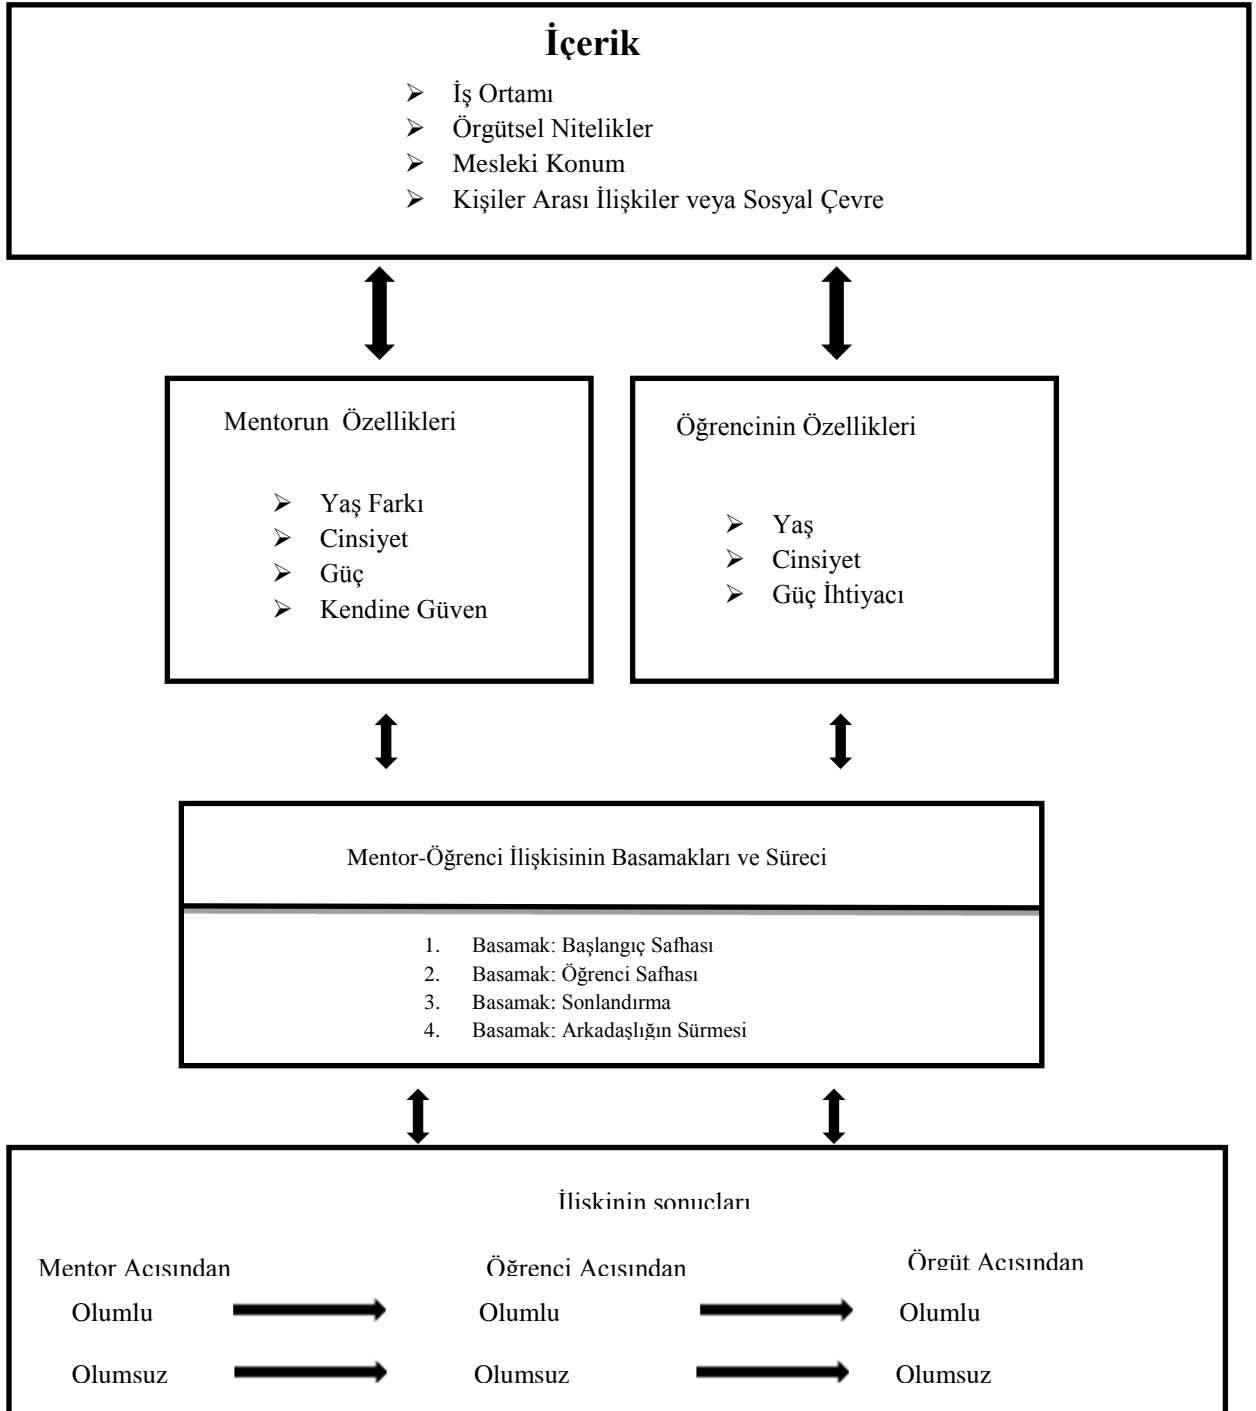 İçerik
➢ İş Ortamı
➢ Örgütsel Nitelikler
➢ Mesleki Konum
➢ Kişiler Arası İlişkiler veya Sosyal Çevre
Mentorun Özellikleri
➢ Yaş Farkı
➢ Cinsiyet
➢ Güç
➢ Kendine Güven
Öğrencinin Özellikleri
➢ Yaş
➢ Cinsiyet
➢ Güç İhtiyacı
Mentor-Öğrenci İlişkisinin Basamakları ve Süreci
1. Basamak: Başlangıç Safhası
2. Basamak: Öğrenci Safhası
3. Basamak: Sonlandırma
4. Basamak: Arkadaşlığın Sürmesi
İlişkinin sonuçları
Mentor Açısından Öğrenci Açısından Örgüt Açısından
Olumlu Olumlu Olumlu
Olumsuz Olumsuz Olumsuz